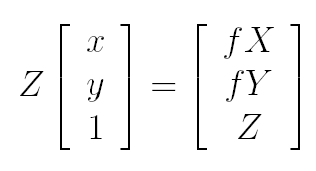 Z [ x ] = [ fX ]
[ y ] [ fY ]
[ 1 ] [ Z ]